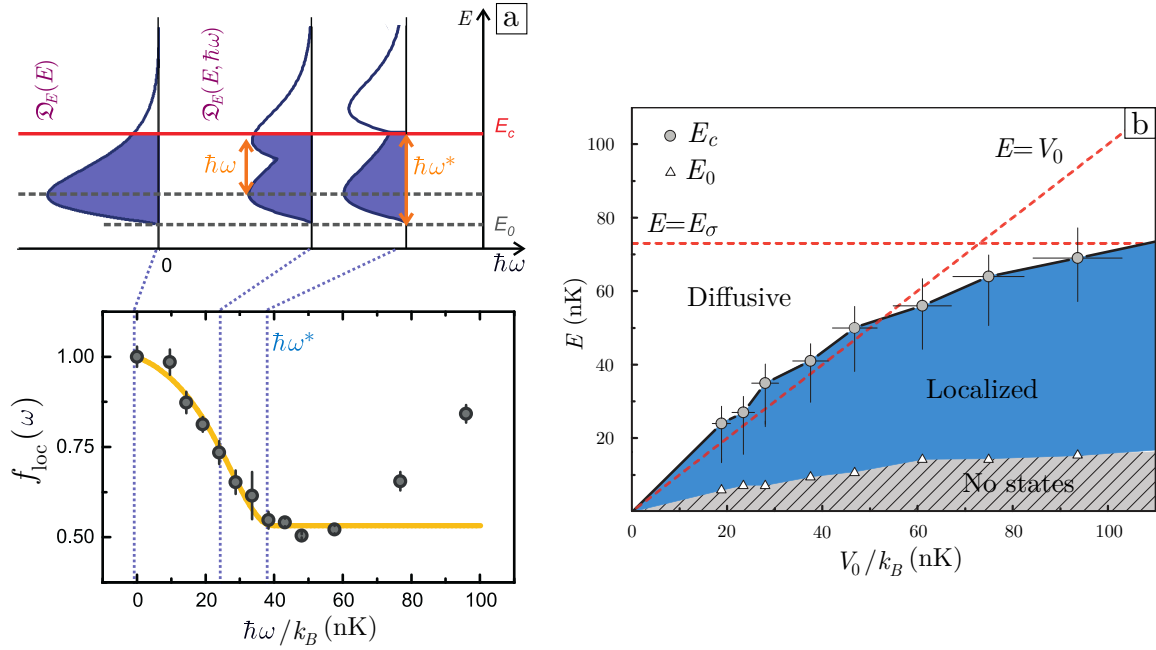 a
E
𝔇_E(E)
𝔇_E(E, ħω)
E_c
ħω
ħω*
E_0
0
ħω
ħω*
1.00
0.75
0.50
f_loc(ω)
0 20 40 60 80 100
ħω/k_B (nK)
b
E_c
E_0
E=V_0
E=E_σ
Diffusive
Localized
No states
100
80
60
40
20
E (nK)
0 20 40 60 80 100
V_0/k_B (nK)